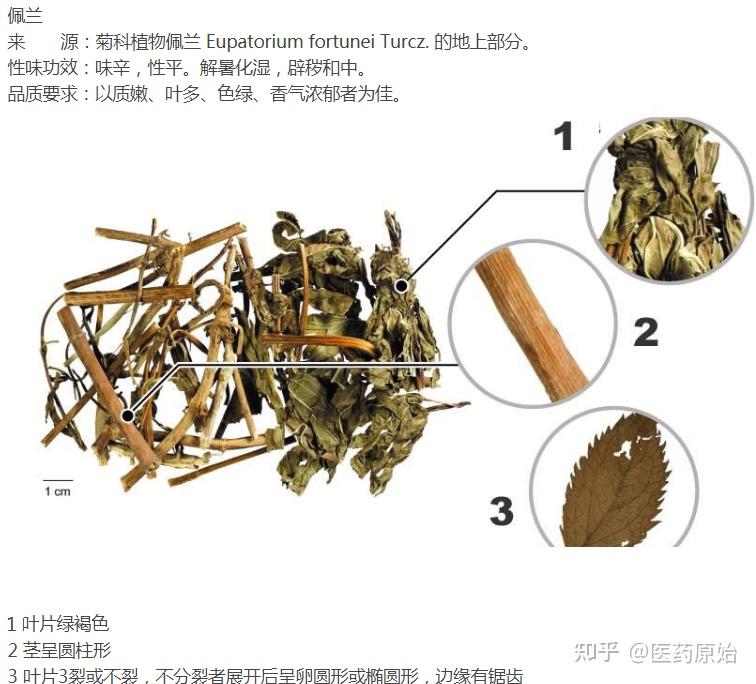 佩兰
来　　源：菊科植物佩兰 Eupatorium fortunei Turcz. 的地上部分。
性味功效：味辛，性平。解暑化湿，辟秽和中。
品质要求：以质嫩、叶多、色绿、香气浓郁者为佳。
1
2
3
1 cm
1 叶片绿褐色
2 茎呈圆柱形
3 叶片3裂或不裂，不分裂者展开后呈卵圆形或椭圆形，边缘有锯齿
知乎 @医药原始